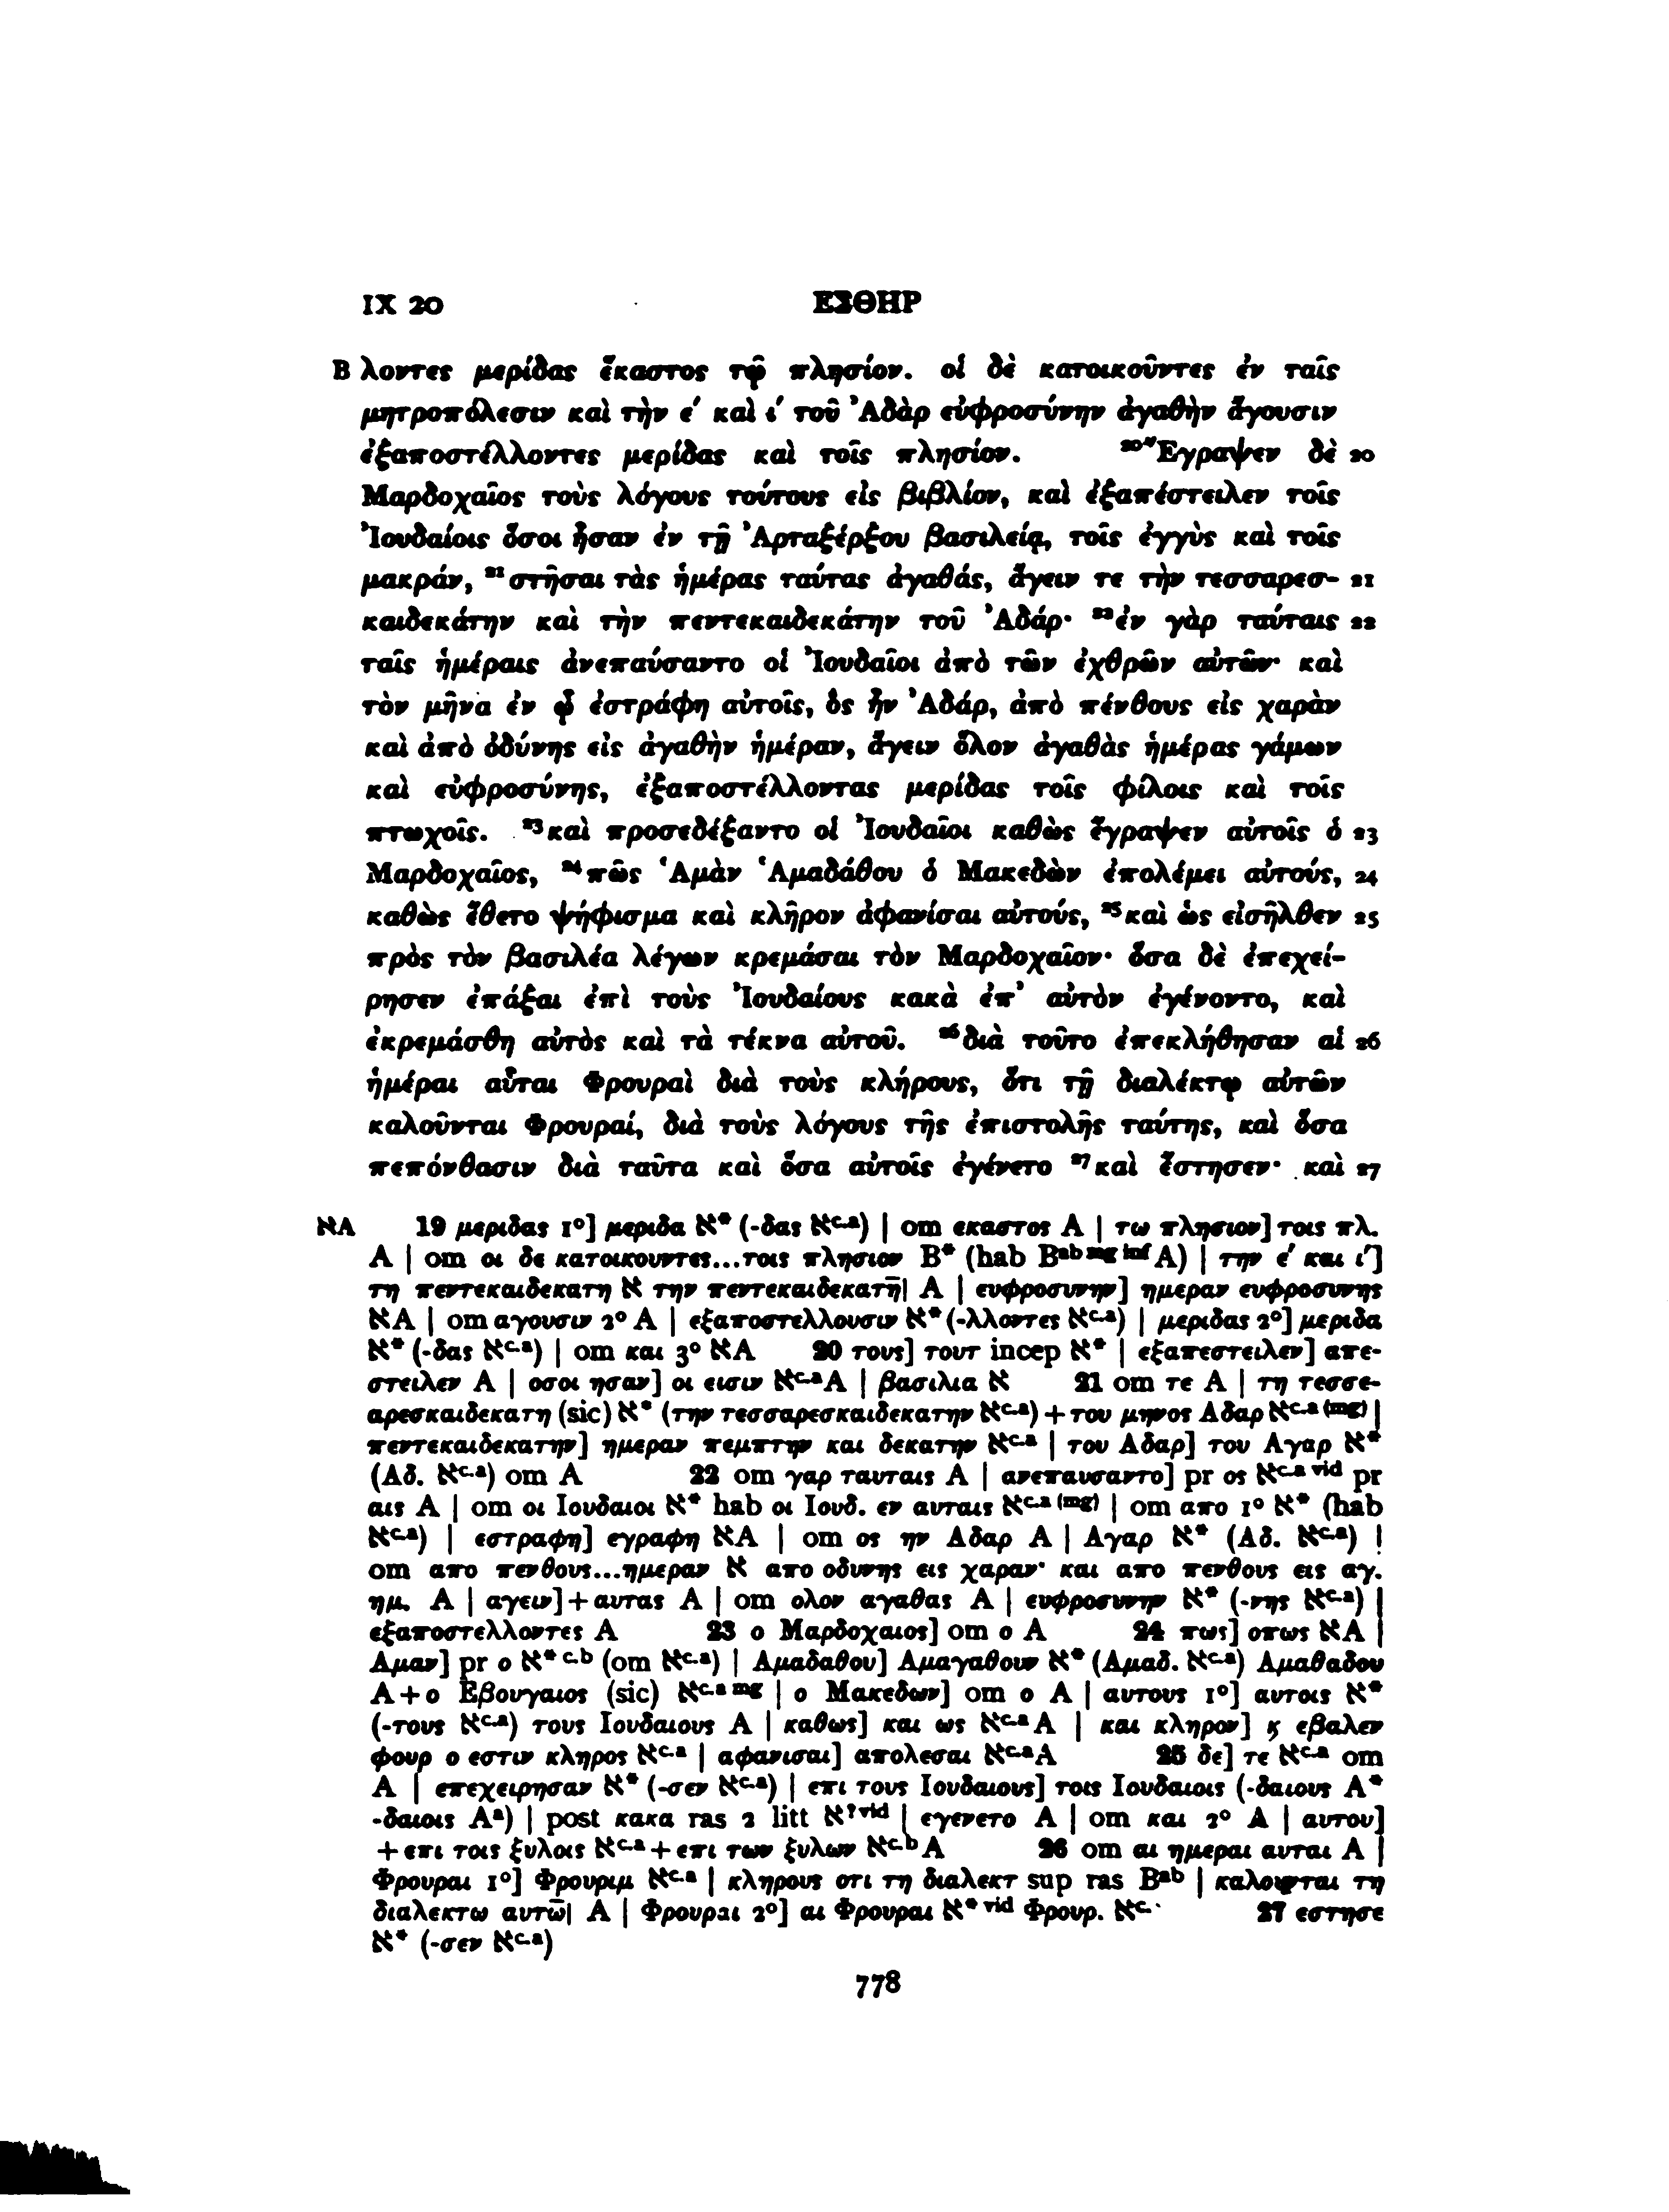 IX 20 ΕΣΘΗΡ
B λοντες μερίδας ἕκαστος τῷ πλησίον. οἱ δὲ κατοικοῦντες ἐν ταῖς
μητροπόλεσιν καὶ τὴν ε′ καὶ ι′ τοῦ Ἀδὰρ εὐφροσύνην ἀγαθὴν ἄγουσιν
ἐξαποστέλλοντες μερίδας καὶ τοῖς πλησίον. ²⁰Ἔγραψεν δὲ 20
Μαρδοχαῖος τοὺς λόγους τούτους εἰς βιβλίον, καὶ ἐξαπέστειλεν τοῖς
Ἰουδαίοις ὅσοι ἦσαν ἐν τῇ Ἀρταξέρξου βασιλείᾳ, τοῖς ἐγγὺς καὶ τοῖς
μακράν, ²¹στῆσαι τὰς ἡμέρας ταύτας ἀγαθάς, ἄγειν τε τὴν τεσσαρεσ- 21
καιδεκάτην καὶ τὴν πεντεκαιδεκάτην τοῦ Ἀδάρ· ²²ἐν γὰρ ταύταις 22
ταῖς ἡμέραις ἀνεπαύσαντο οἱ Ἰουδαῖοι ἀπὸ τῶν ἐχθρῶν αὐτῶν· καὶ
τὸν μῆνα ἐν ᾧ ἐστράφη αὐτοῖς, ὃς ἦν Ἀδάρ, ἀπὸ πένθους εἰς χαρὰν
καὶ ἀπὸ ὀδύνης εἰς ἀγαθὴν ἡμέραν, ἄγειν ὅλον ἀγαθὰς ἡμέρας γάμων
καὶ εὐφροσύνης, ἐξαποστέλλοντας μερίδας τοῖς φίλοις καὶ τοῖς
πτωχοῖς. ²³καὶ προσεδέξαντο οἱ Ἰουδαῖοι καθὼς ἔγραψεν αὐτοῖς ὁ 23
Μαρδοχαῖος, ²⁴πῶς Ἁμὰν Ἁμαδάθου ὁ Μακεδὼν ἐπολέμει αὐτούς, 24
καθὼς ἔθετο ψήφισμα καὶ κλῆρον ἀφανίσαι αὐτούς, ²⁵καὶ ὡς εἰσῆλθεν 25
πρὸς τὸν βασιλέα λέγων κρεμάσαι τὸν Μαρδοχαῖον· ὅσα δὲ ἐπεχεί-
ρησεν ἐπάξαι ἐπὶ τοὺς Ἰουδαίους κακὰ ἐπ’ αὐτὸν ἐγένοντο, καὶ
ἐκρεμάσθη αὐτὸς καὶ τὰ τέκνα αὐτοῦ. ²⁶διὰ τοῦτο ἐπεκλήθησαν αἱ 26
ἡμέραι αὗται Φρουραὶ διὰ τοὺς κλήρους, ὅτι τῇ διαλέκτῳ αὐτῶν
καλοῦνται Φρουραί, διὰ τοὺς λόγους τῆς ἐπιστολῆς ταύτης, καὶ ὅσα
πεπόνθασιν διὰ ταῦτα καὶ ὅσα αὐτοῖς ἐγένετο ²⁷καὶ ἔστησεν· καὶ 27
אA 19 μεριδας 1°] μεριδα א* (-δας אᶜ·ᵃ) | om εκαστος A | τω πλησιον] τοις πλ.
A | om οι δε κατοικουντες...τοις πλησιον B* (hab Bᵃᵇ ᵐᵍ ⁱⁿᶠ A) | την ε′ και ι′]
τη πεντεκαιδεκατη א την πεντεκαιδεκατη̄| A | ευφροσυνην] ημεραν ευφροσυνης
אA | om αγουσιν 2° A | εξαποστελλουσιν א* (-λλοντες אᶜ·ᵃ) | μεριδας 2°] μεριδα
א* (-δας אᶜ·ᵃ) | om και 3° אA 20 τους] τουτ incep א* | εξαπεστειλεν] απε-
στειλεν A | οσοι ησαν] οι εισιν אᶜ·ᵃ A | βασιλια א 21 om τε A | τη τεσσε-
αρεσκαιδεκατη (sic) א* (την τεσσαρεσκαιδεκατην אᶜ·ᵃ) + του μηνος Αδαρ אᶜ·ᵃ ⁽ᵐᵍ⁾ |
πεντεκαιδεκατην] ημεραν πεμπτην και δεκατην אᶜ·ᵃ | του Αδαρ] του Αγαρ א*
(Αδ. אᶜ·ᵃ) om A 22 om γαρ ταυταις A | ανεπαυσαντο] pr os אᶜ·ᵃ ᵛⁱᵈ pr
αις A | om οι Ιουδαιοι א* hab οι Ιουδ. εν αυταις אᶜ·ᵃ ⁽ᵐᵍ⁾ | om απο 1° א* (hab
אᶜ·ᵃ) | εστραφη] εγραφη אA | om ος ην Αδαρ A | Αγαρ א* (Αδ. אᶜ·ᵃ) |
om απο πενθους...ημεραν א απο οδυνης εις χαραν· και απο πενθους εις αγ.
ημ. A | αγειν] + αυτας A | om ολον αγαθας A | ευφροσυνην א* (-νης אᶜ·ᵃ) |
εξαποστελλοντες A 23 ο Μαρδοχαιος] om ο A 24 πως] οπως אA |
Αμαν] pr ο א* ᶜ·ᵇ (om אᶜ·ᵃ) | Αμαδαθου] Αμαγαθουν א* (Αμαδ. אᶜ·ᵃ) Αμαθαδου
A + ο Εβουγαιος (sic) אᶜ·ᵃ ᵐᵍ | ο Μακεδων] om ο A | αυτους 1°] αυτοις א*
(-τους אᶜ·ᵃ) τους Ιουδαιους A | καθως] και ως אᶜ·ᵃ A | και κληρον] ϗ εβαλεν
φουρ ο εστιν κληρος אᶜ·ᵃ | αφανισαι] απολεσαι אᶜ·ᵃ A 25 δε] τε אᶜ·ᵃ om
A | επεχειρησαν א* (-σεν אᶜ·ᵃ) | επι τους Ιουδαιους] τοις Ιουδαιοις (-δαιους A*
-δαιοις Aᵃ) | post κακα ras 2 litt א? ᵛⁱᵈ | εγενετο A | om και 2° A | αυτου]
+ επι τοις ξυλοις אᶜ·ᵃ + επι των ξυλων אᶜ·ᵇ A 26 om αι ημεραι αυται A |
Φρουραι 1°] Φρουριμ אᶜ·ᵃ | κληρους οτι τη διαλεκτ sup ras Bᵃᵇ | καλουνται τη
διαλεκτω αυτω̄| A | Φρουραι 2°] αι Φρουραι א* ᵛⁱᵈ Φρουρ. אᶜ· 27 εστησε
א* (-σεν אᶜ·ᵃ)
778